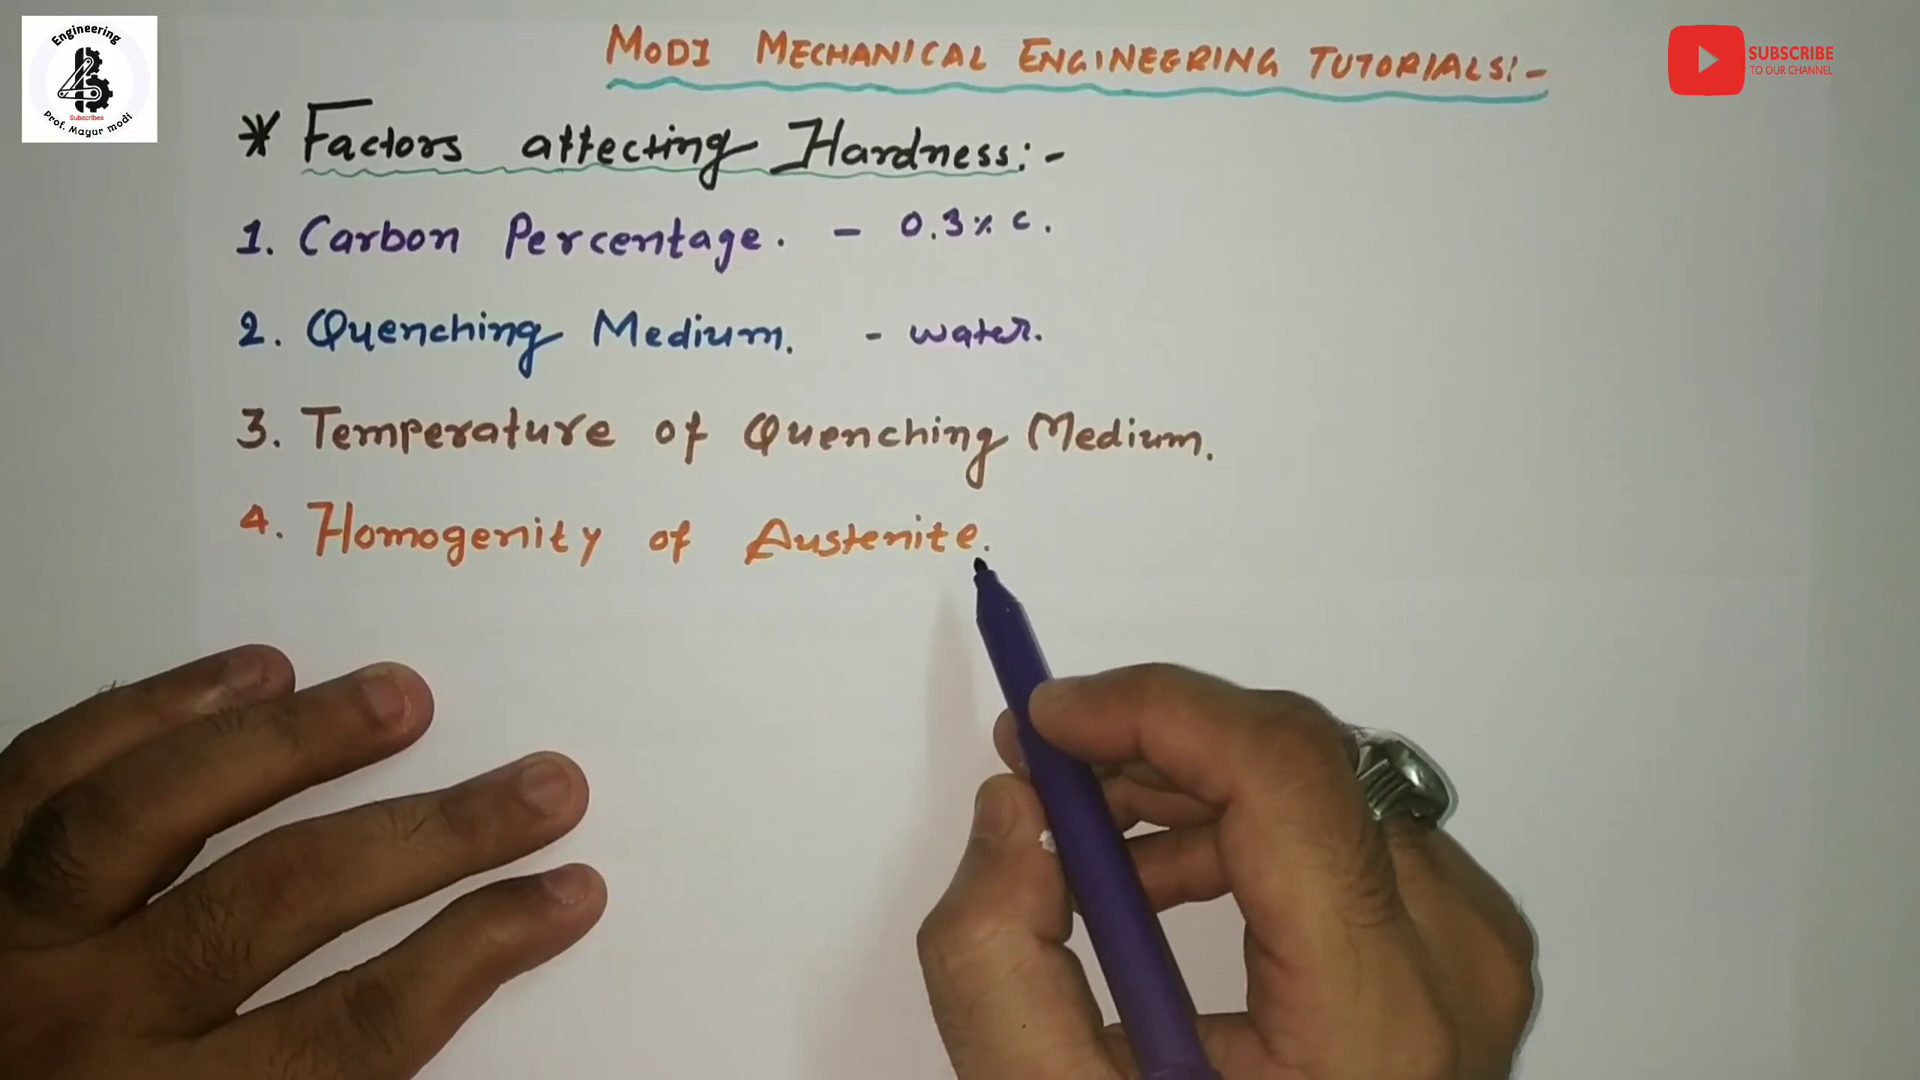 Engineering
Subscribes
Prof. Mayur modi
MODI MECHANICAL ENGINEERING TUTORIALS:-
SUBSCRIBE
TO OUR CHANNEL
* Factors affecting Hardness:-
1. Carbon Percentage. - 0.3% C.
2. Quenching Medium. - water.
3. Temperature of Quenching Medium.
4. Homogenity of Austenite.